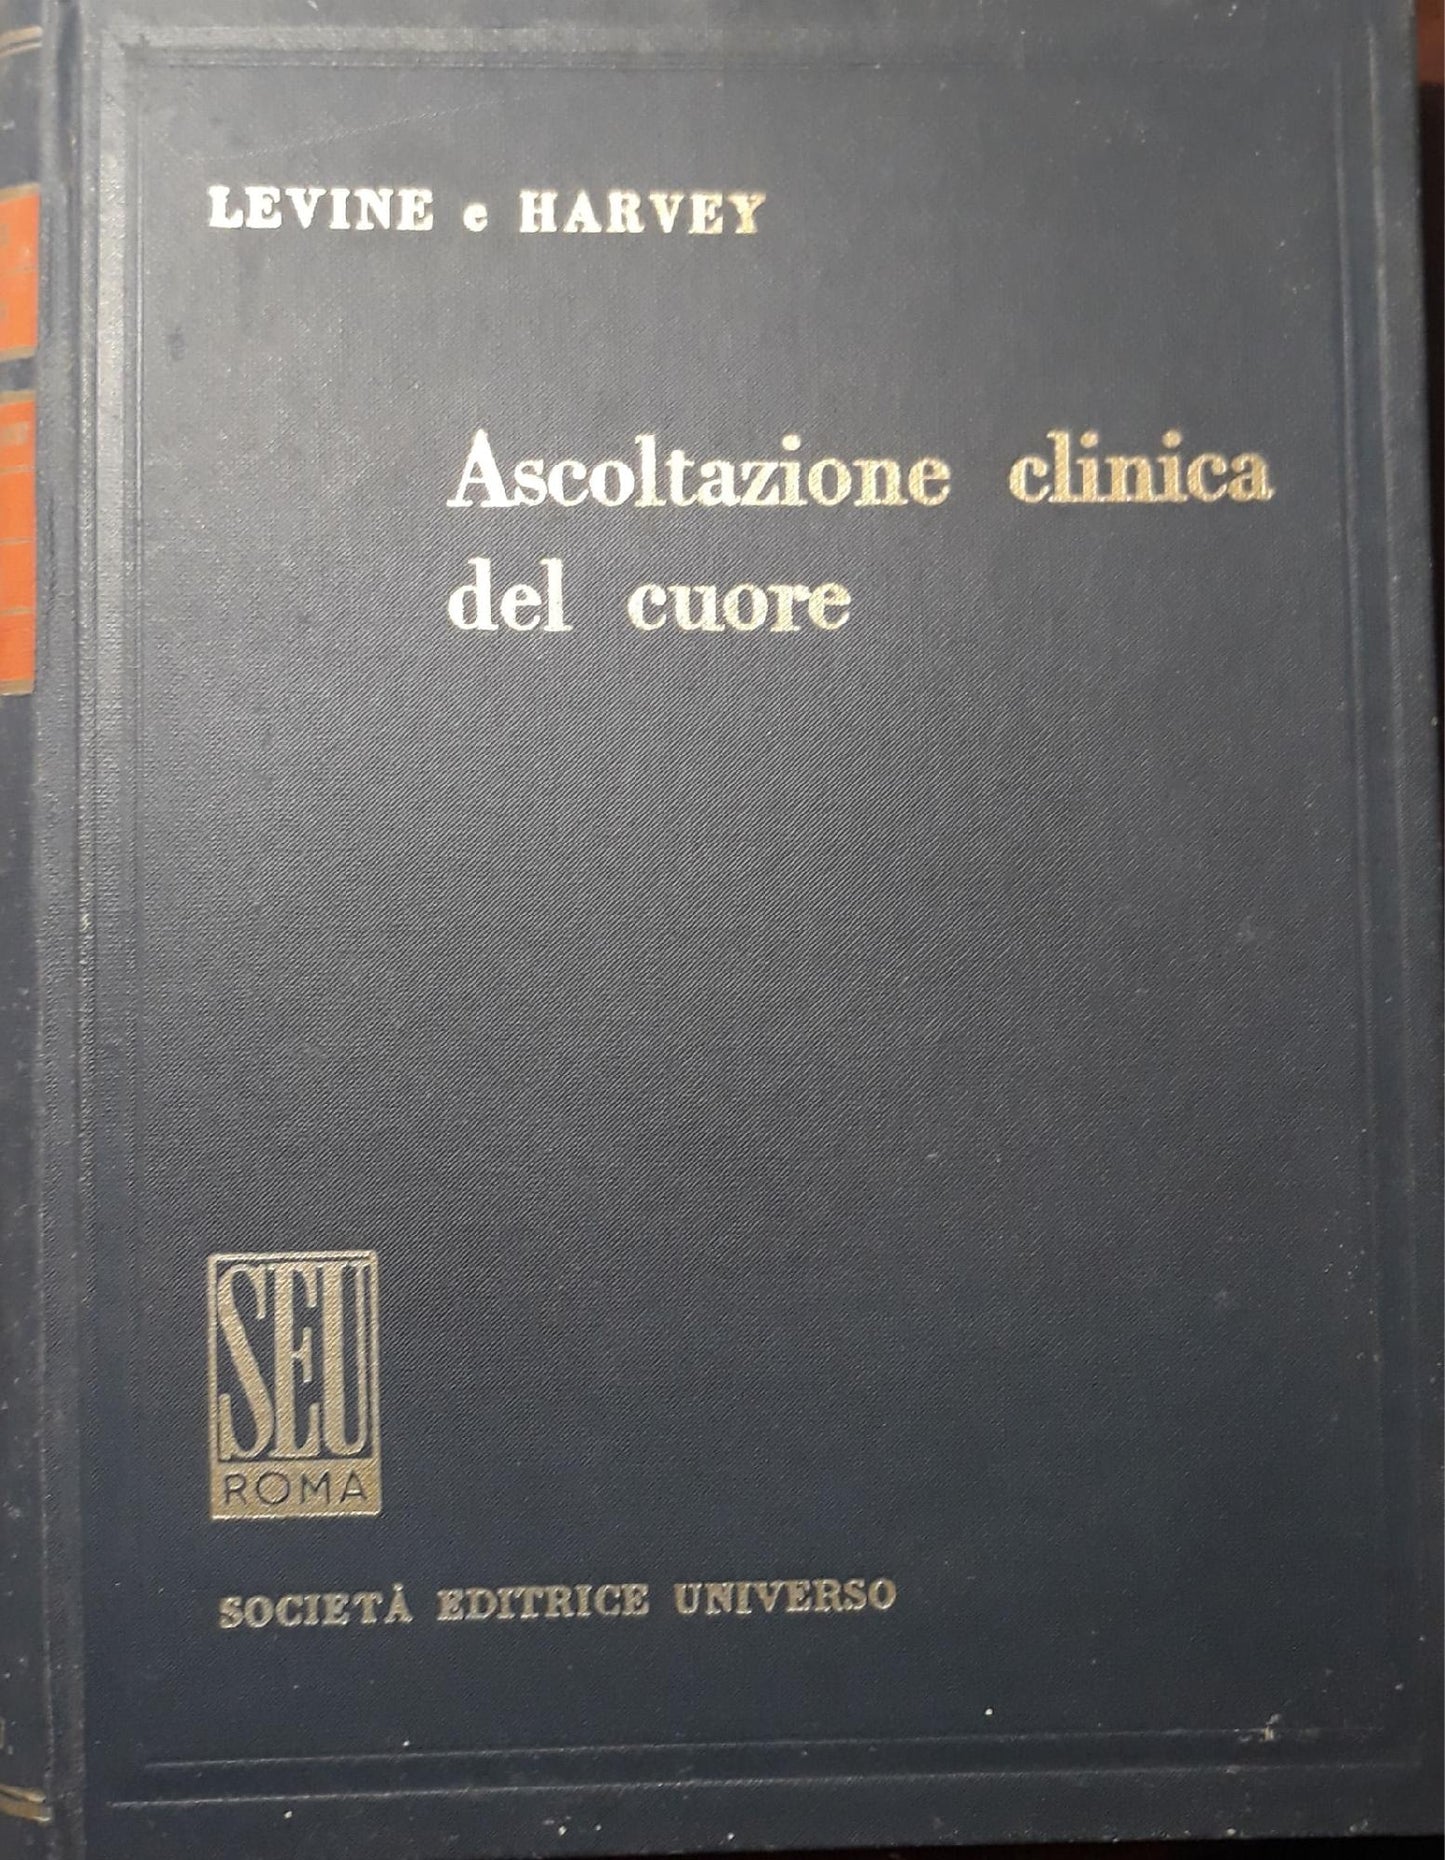 LEVINE e HARVEY
Ascoltazione clinica
del cuore
SEU
ROMA
SOCIETÀ EDITRICE UNIVERSO